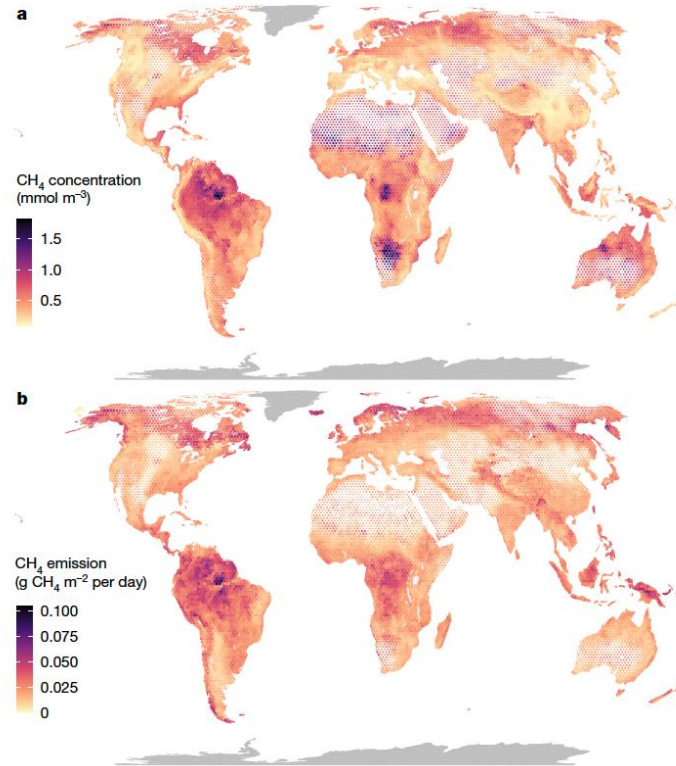 a
CH₄ concentration
(mmol m⁻³)
1.5
1.0
0.5
b
CH₄ emission
(g CH₄ m⁻² per day)
0.100
0.075
0.050
0.025
0